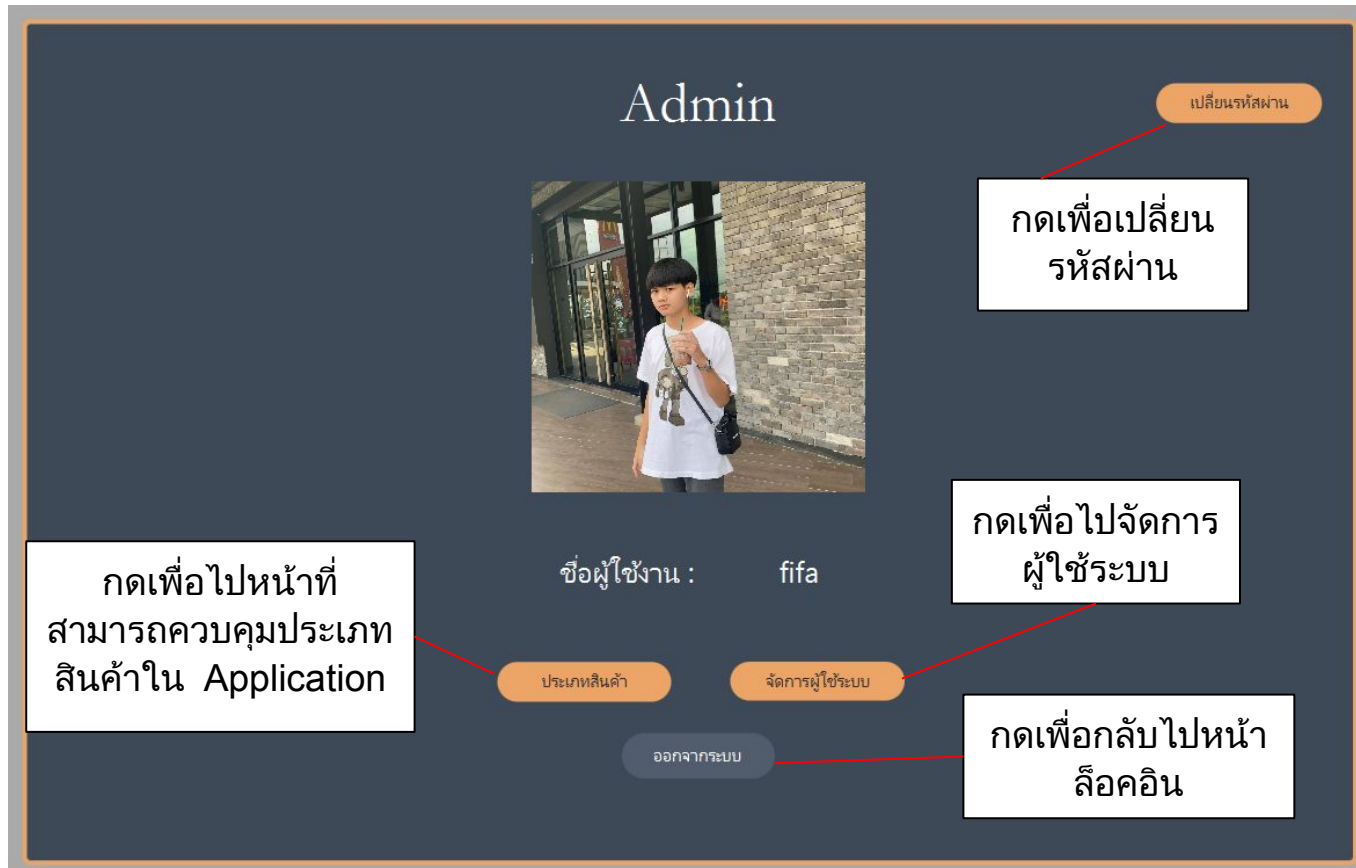 Admin
เปลี่ยนรหัสผ่าน
กดเพื่อเปลี่ยน
รหัสผ่าน
ชื่อผู้ใช้งาน : fifa
กดเพื่อไปจัดการ
ผู้ใช้ระบบ
กดเพื่อไปหน้าที่
สามารถควบคุมประเภท
สินค้าใน Application
ประเภทสินค้า
จัดการผู้ใช้ระบบ
ออกจากระบบ
กดเพื่อกลับไปหน้า
ล็อคอิน